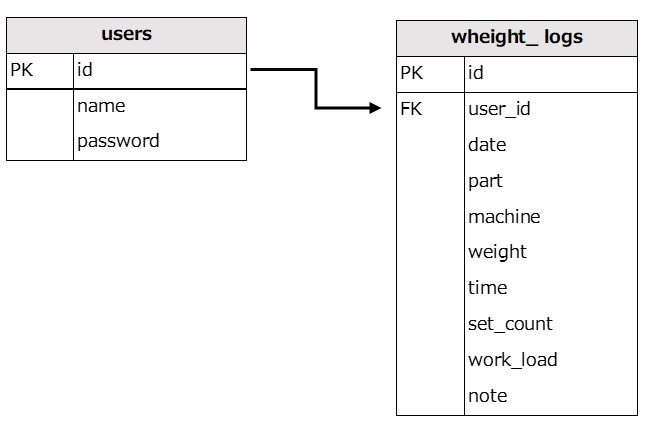 users
PK id
name
password
wheight_ logs
PK id
FK user_id
date
part
machine
weight
time
set_count
work_load
note